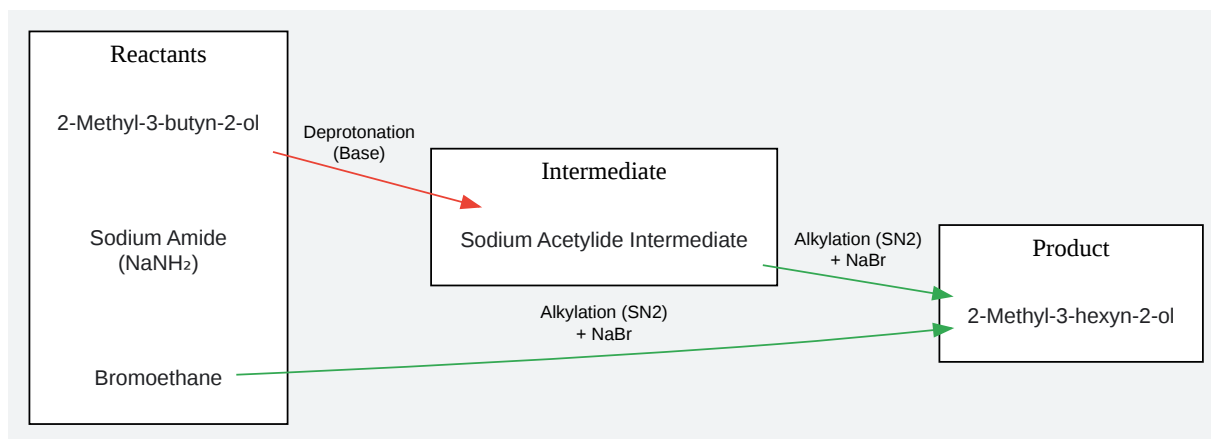 Reactants
2-Methyl-3-butyn-2-ol
Sodium Amide
(NaNH₂)
Bromoethane
Deprotonation
(Base)
Intermediate
Sodium Acetylide Intermediate
Alkylation (SN2)
+ NaBr
Alkylation (SN2)
+ NaBr
Product
2-Methyl-3-hexyn-2-ol